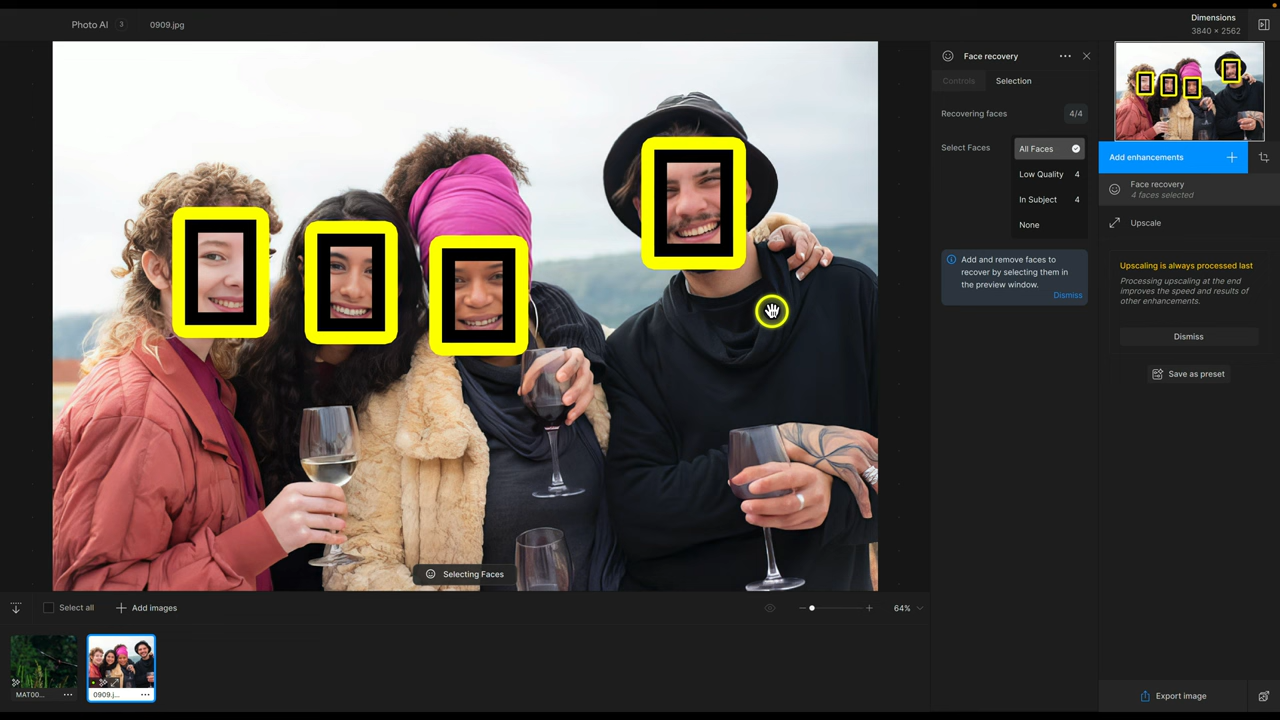 Photo AI 3 0909.jpg
Dimensions
3840 × 2562
Face recovery
Controls Selection
Recovering faces 4/4
Select Faces
All Faces
Low Quality 4
In Subject 4
None
Add and remove faces to
recover by selecting them in
the preview window.
Dismiss
Add enhancements
Face recovery
4 faces selected
Upscale
Upscaling is always processed last
Processing upscaling at the end
improves the speed and results of
other enhancements.
Dismiss
Save as preset
Selecting Faces
Select all Add images 64%
MAT00... 0909.j...
Export image